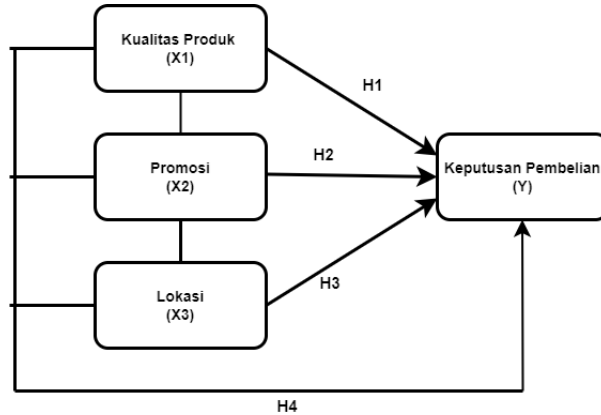 Kualitas Produk
(X1)
H1
Promosi
(X2)
H2
Keputusan Pembelian
(Y)
Lokasi
(X3)
H3
H4